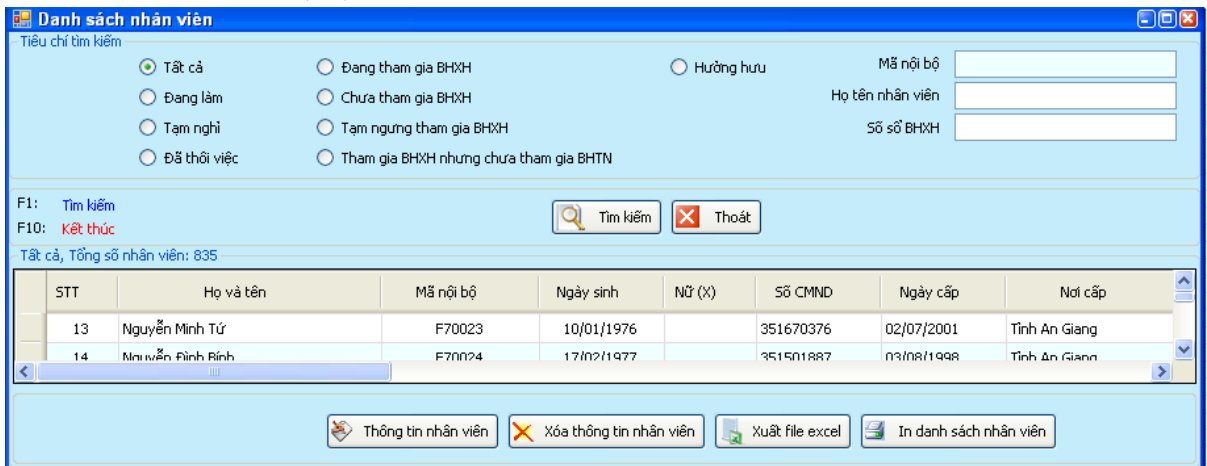 Danh sách nhân viên
Tiêu chí tìm kiếm
Tất cả Đang tham gia BHXH Hưởng hưu Mã nội bộ
Đang làm Chưa tham gia BHXH Họ tên nhân viên
Tạm nghỉ Tạm ngưng tham gia BHXH Số sổ BHXH
Đã thôi việc Tham gia BHXH nhưng chưa tham gia BHTN
F1: Tìm kiếm
F10: Kết thúc
Tìm kiếm Thoát
Tất cả, Tổng số nhân viên: 835
STT Họ và tên Mã nội bộ Ngày sinh Nữ (X) Số CMND Ngày cấp Nơi cấp
13 Nguyễn Minh Tứ F70023 10/01/1976 351670376 02/07/2001 Tỉnh An Giang
14 Nguyễn Đình Bính F70024 17/02/1977 351501887 03/08/1998 Tỉnh An Giang
Thông tin nhân viên Xóa thông tin nhân viên Xuất file excel In danh sách nhân viên